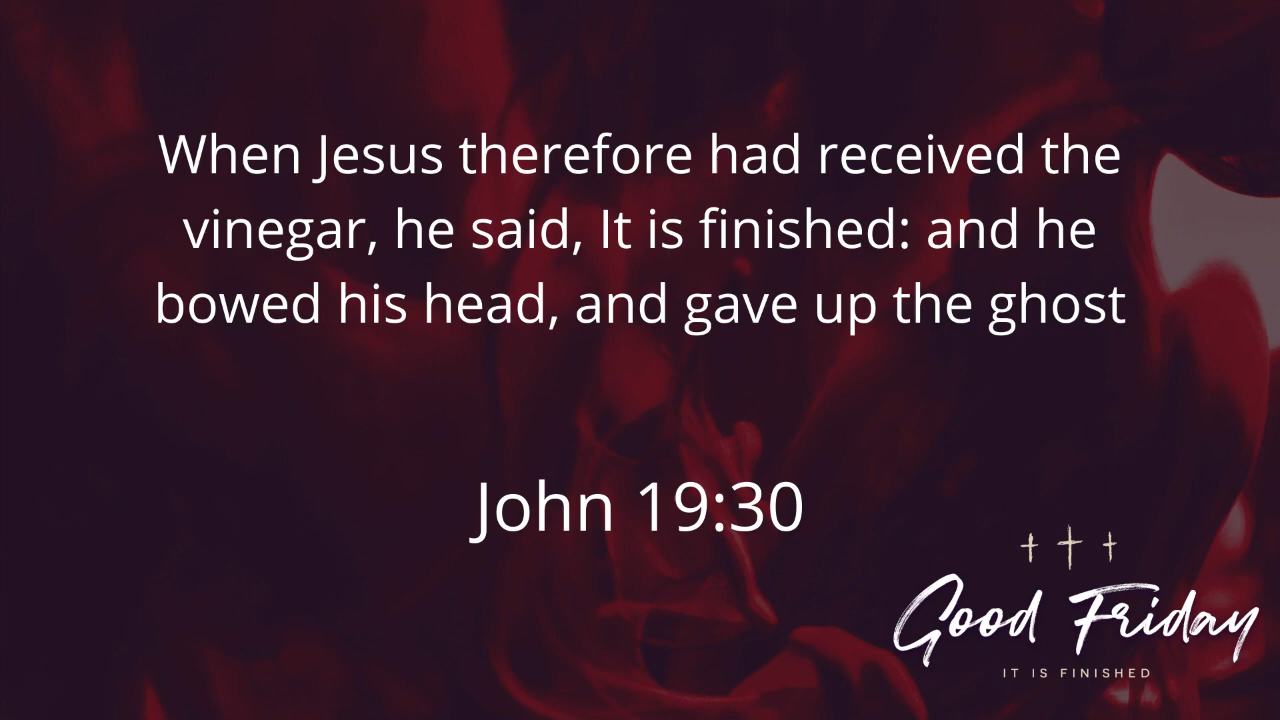 When Jesus therefore had received the
vinegar, he said, It is finished: and he
bowed his head, and gave up the ghost
John 19:30
Good Friday
IT IS FINISHED